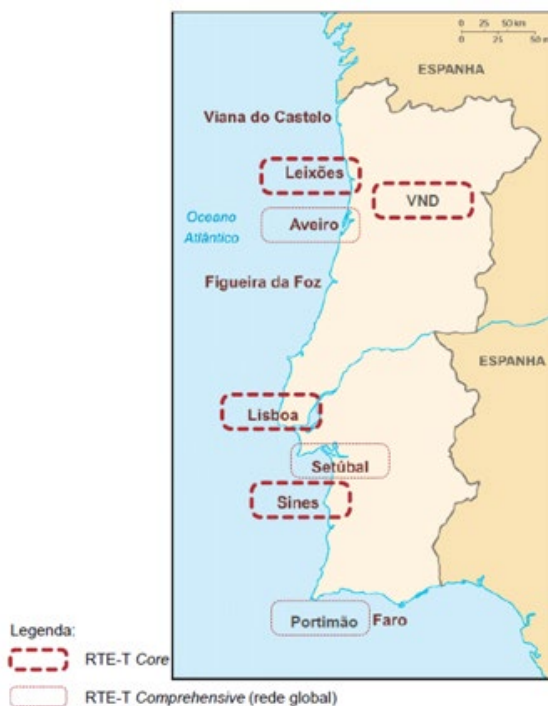 0 25 50 km
0 25 50 m
ESPANHA
Viana do Castelo
Leixões
VND
Oceano
Atlântico
Aveiro
Figueira da Foz
ESPANHA
Lisboa
Setúbal
Sines
Portimão
Faro
Legenda:
RTE-T Core
RTE-T Comprehensive (rede global)